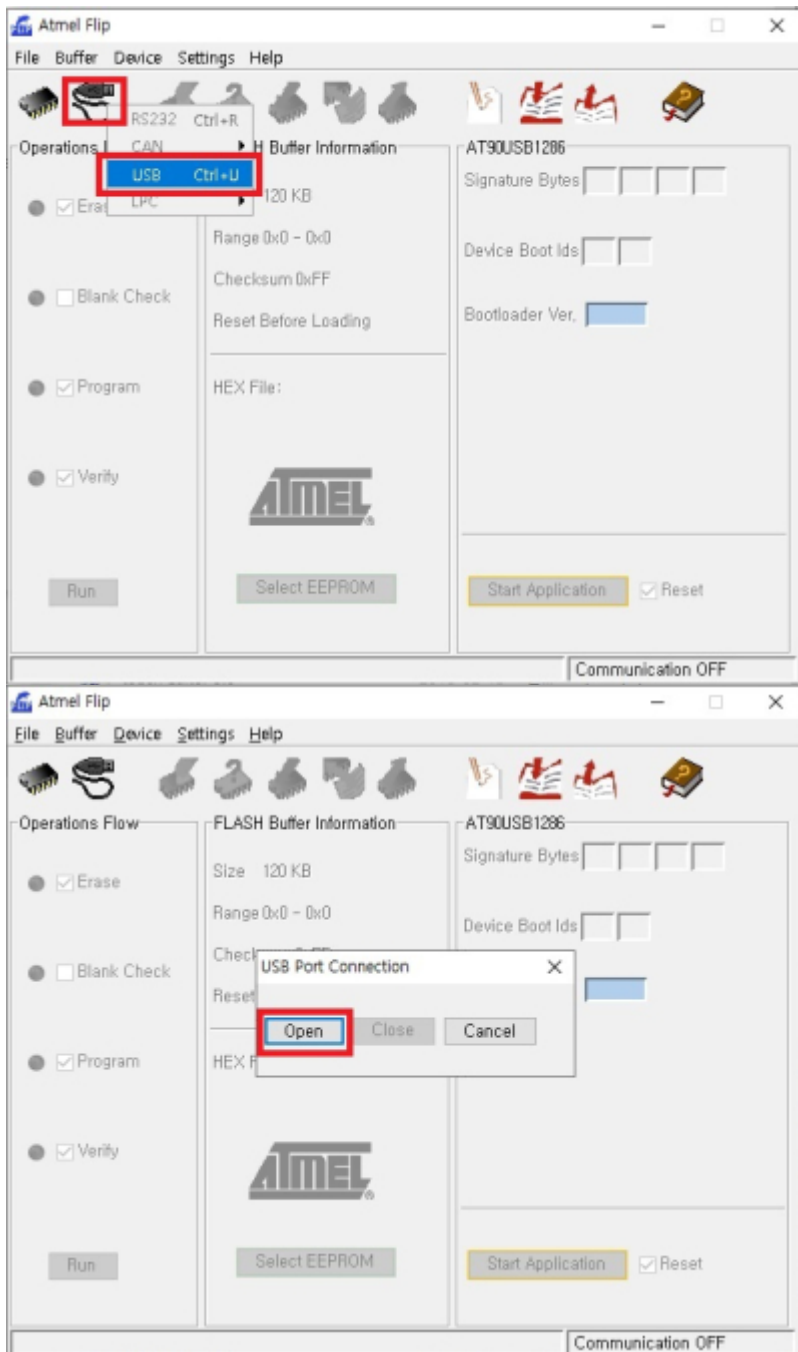 Atmel Flip
File Buffer Device Settings Help
RS232 Ctrl+R
CAN
USB Ctrl+U
LPC
Operations
H Buffer Information
AT90USB1286
Eras
120 KB
Signature Bytes
Range 0x0 - 0x0
Device Boot Ids
Blank Check
Checksum 0xFF
Reset Before Loading
Bootloader Ver.
Program
HEX File:
Verify
ATMEL
Run
Select EEPROM
Start Application
Reset
Communication OFF
Atmel Flip
File Buffer Device Settings Help
Operations Flow
FLASH Buffer Information
AT90USB1286
Erase
Size 120 KB
Signature Bytes
Range 0x0 - 0x0
Device Boot Ids
Blank Check
Check
USB Port Connection
Reset
Open
Close
Cancel
Program
HEX F
Verify
ATMEL
Run
Select EEPROM
Start Application
Reset
Communication OFF